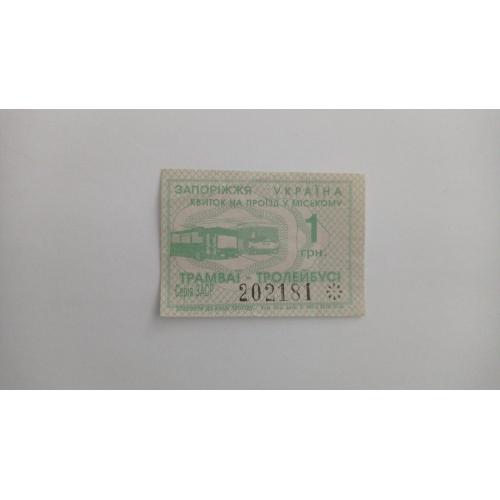 ЗАПОРІЖЖЯ УКРАЇНА
КВИТОК НА ПРОЇЗД У МІСЬКОМУ
1
грн.
ТРАМВАЇ - ТРОЛЕЙБУСІ
Серія ЗАСР 202181